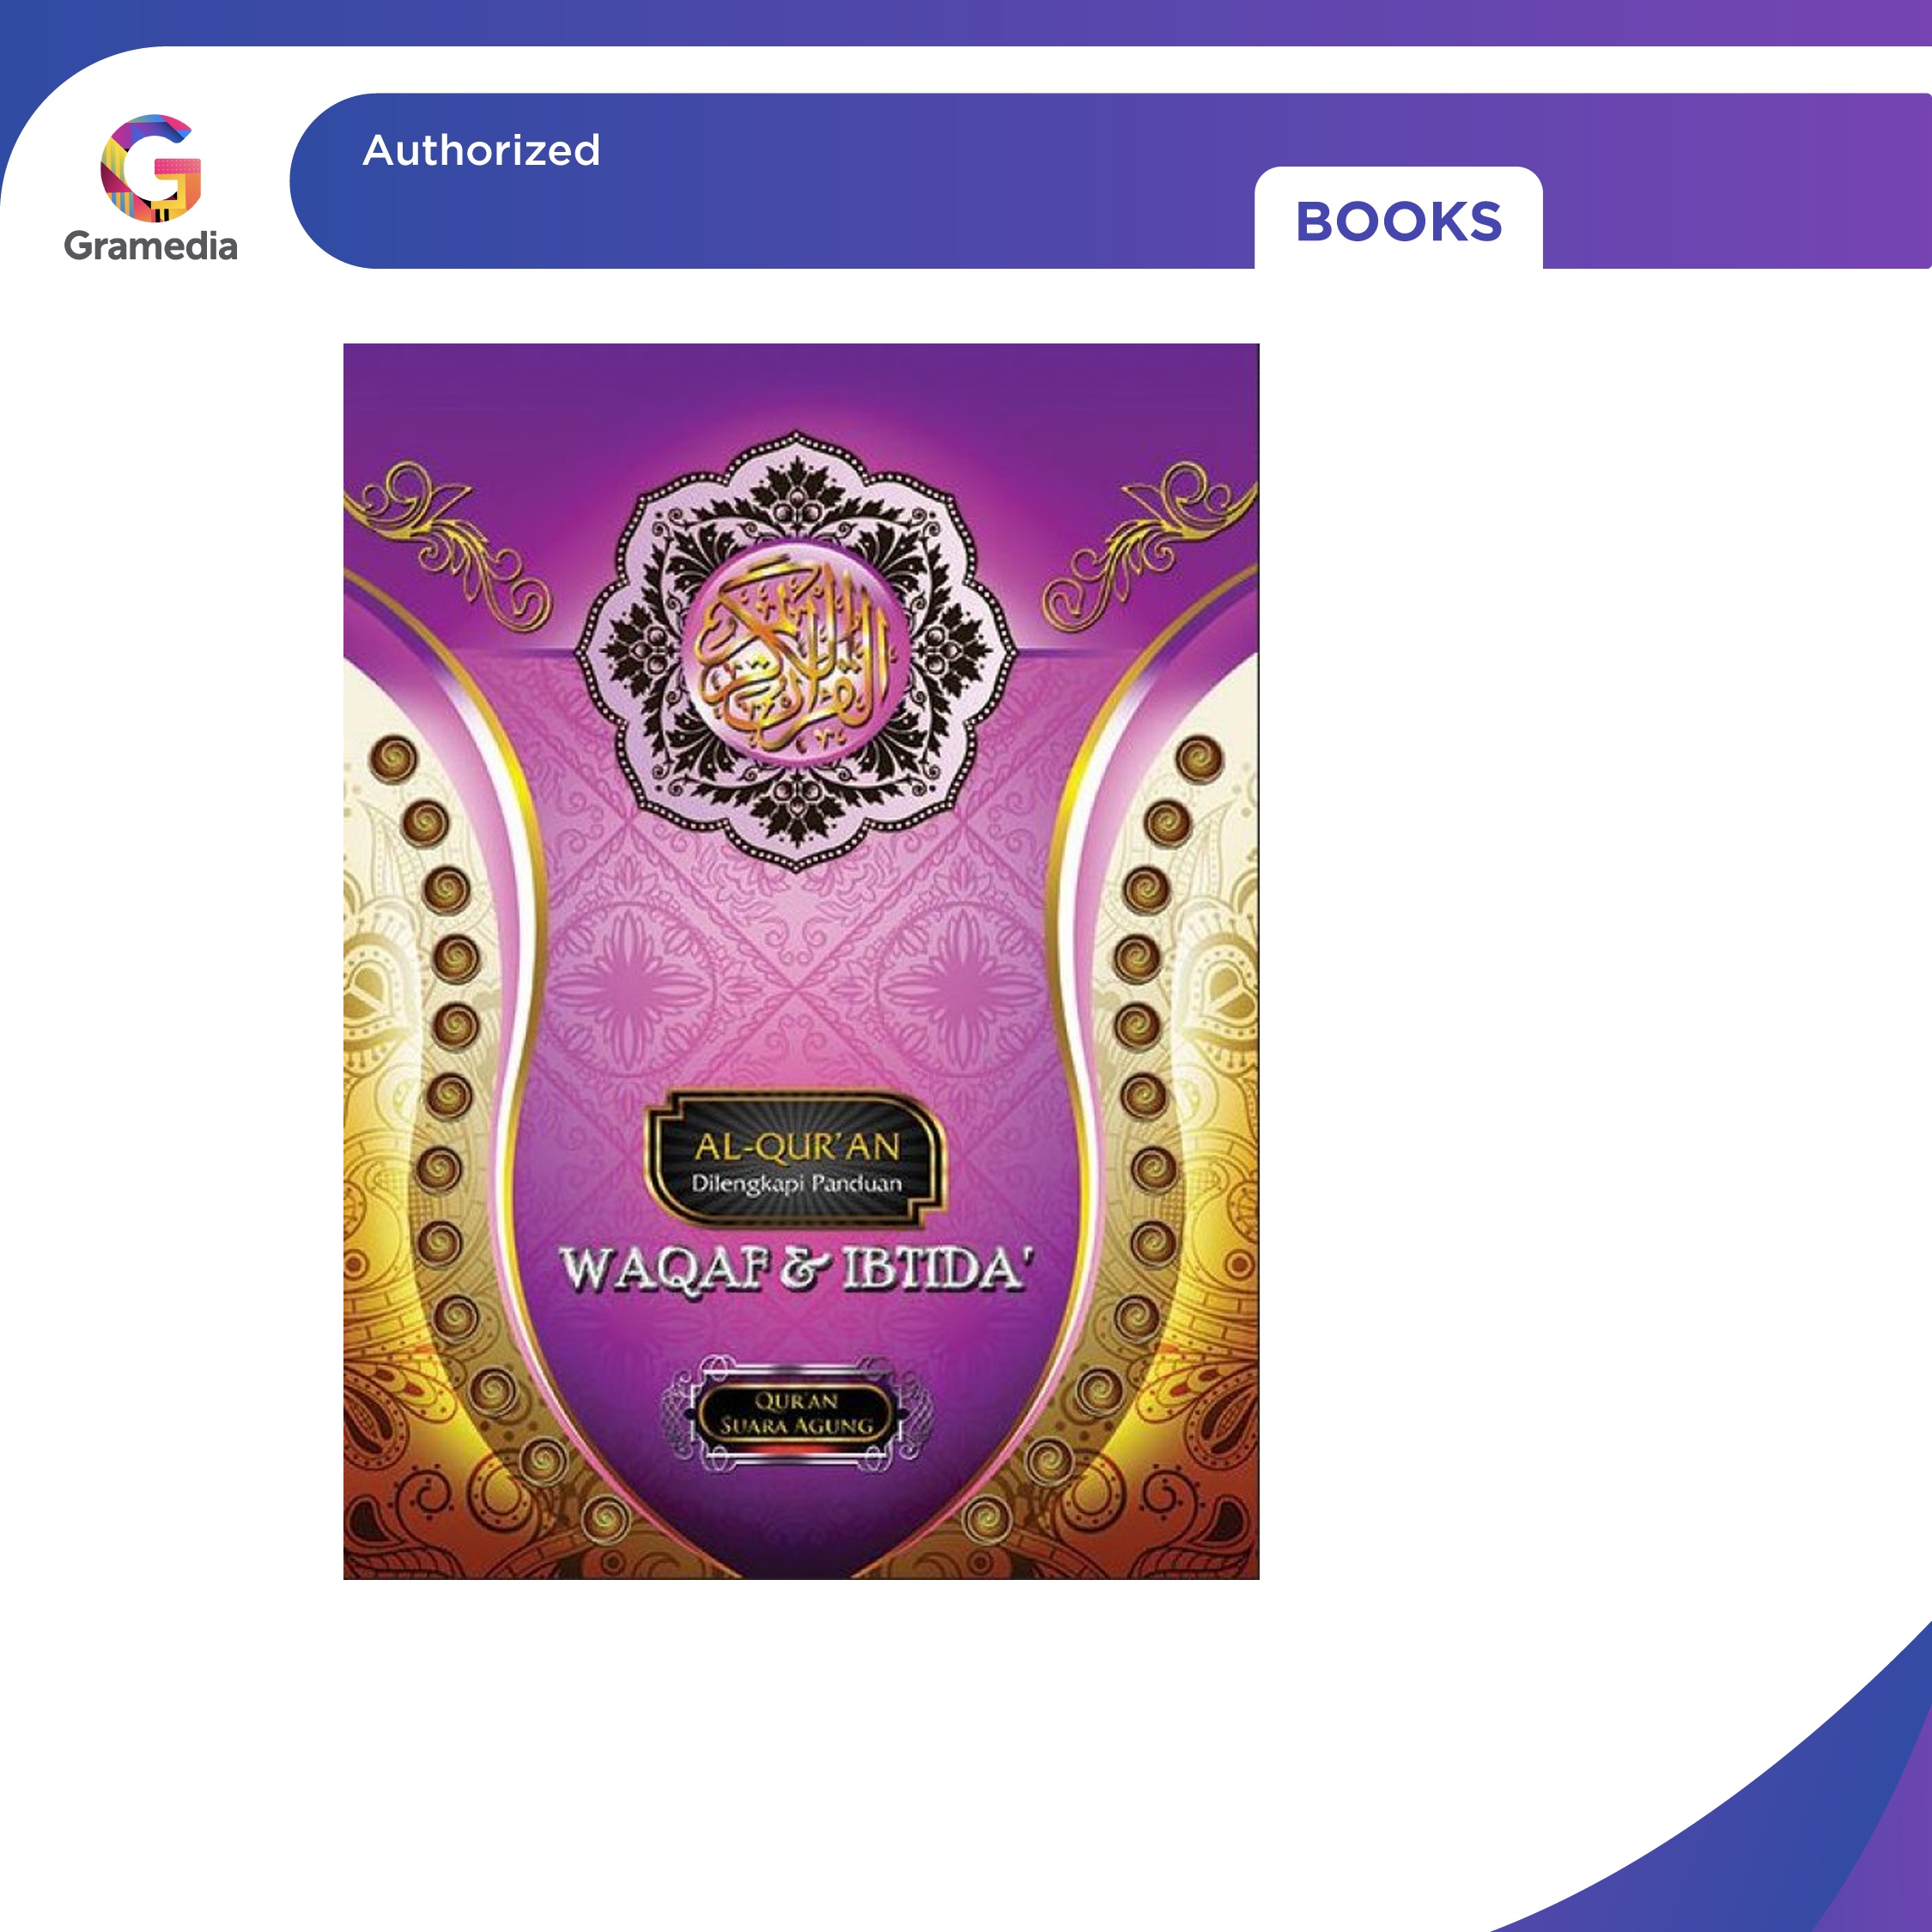 Authorized
BOOKS
Gramedia
القرآن الكريم
AL-QUR'AN
Dilengkapi Panduan
WAQAF & IBTIDA'
QUR'AN
SUARA AGUNG